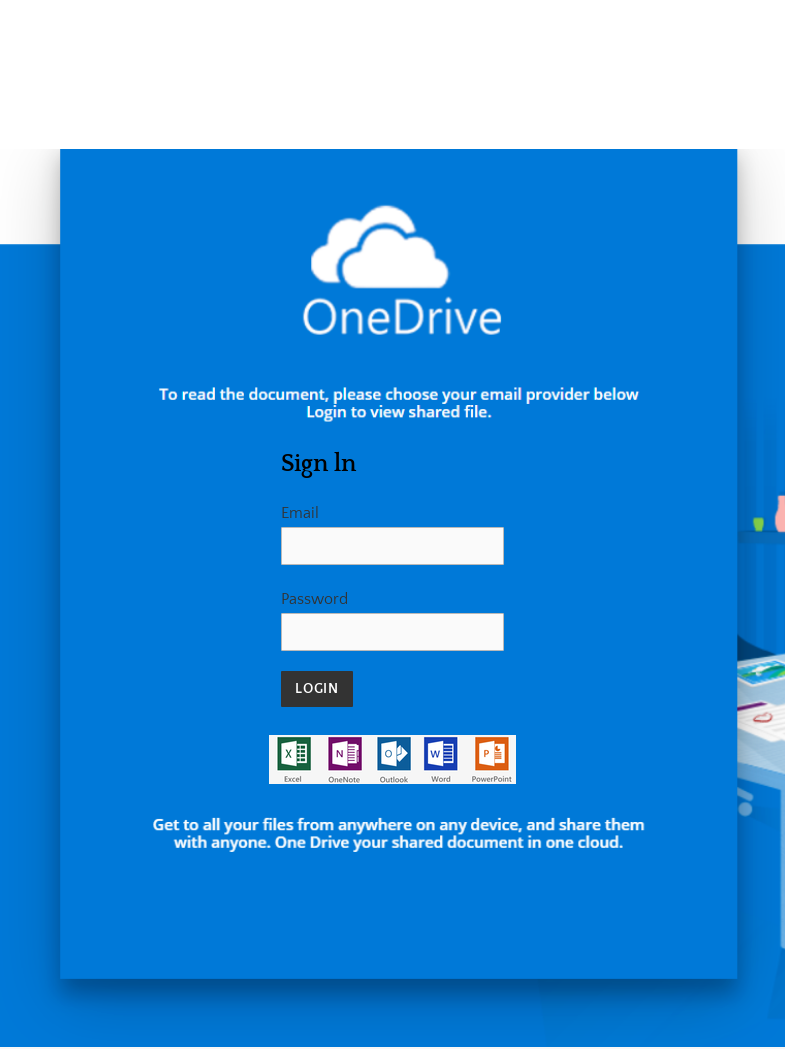 OneDrive
To read the document, please choose your email provider below
Login to view shared file.
Sign In
Email
Password
LOGIN
Excel OneNote Outlook Word PowerPoint
Get to all your files from anywhere on any device, and share them
with anyone. One Drive your shared document in one cloud.